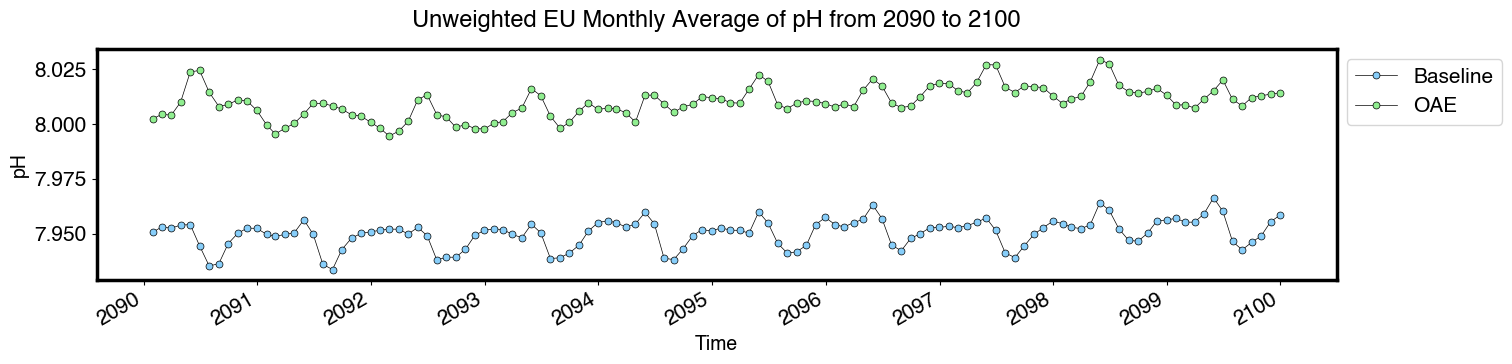 Unweighted EU Monthly Average of pH from 2090 to 2100
8.025
8.000
7.975
7.950
pH
2090 2091 2092 2093 2094 2095 2096 2097 2098 2099 2100
Time
Baseline
OAE